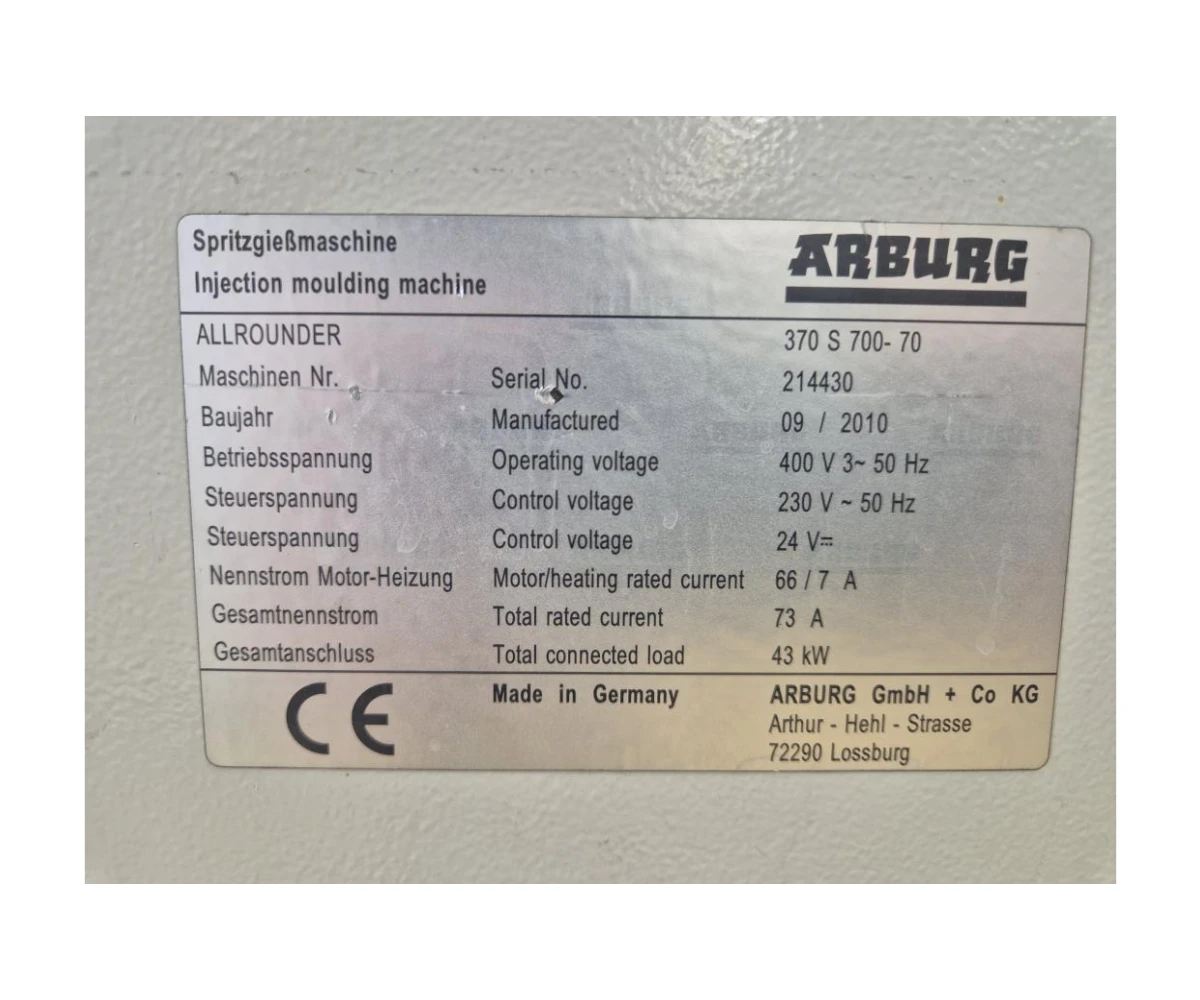 Spritzgießmaschine
Injection moulding machine
ARBURG
ALLROUNDER 370 S 700- 70
Maschinen Nr. Serial No. 214430
Baujahr Manufactured 09 / 2010
Betriebsspannung Operating voltage 400 V 3~ 50 Hz
Steuerspannung Control voltage 230 V ~ 50 Hz
Steuerspannung Control voltage 24 V⎓
Nennstrom Motor-Heizung Motor/heating rated current 66 / 7 A
Gesamtnennstrom Total rated current 73 A
Gesamtanschluss Total connected load 43 kW
CE Made in Germany ARBURG GmbH + Co KG
Arthur - Hehl - Strasse
72290 Lossburg